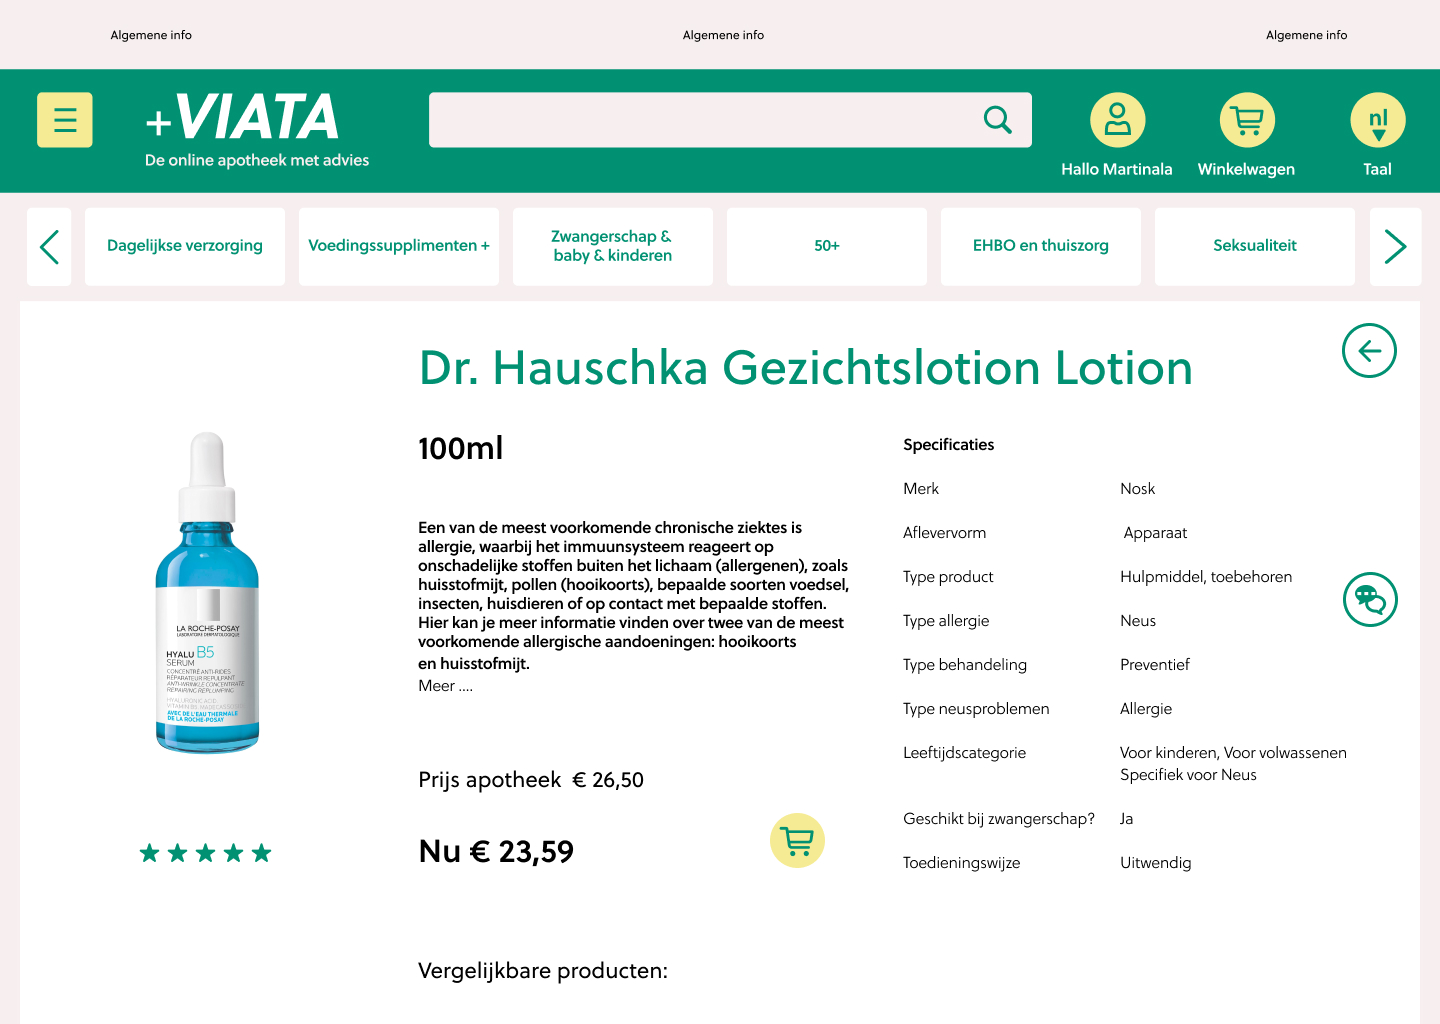 Algemene info
Algemene info
Algemene info
+VIATA
De online apotheek met advies
Hallo Martinala
Winkelwagen
nl
Taal
Dagelijkse verzorging
Voedingssupplimenten +
Zwangerschap &
baby & kinderen
50+
EHBO en thuiszorg
Seksualiteit
Dr. Hauschka Gezichtslotion Lotion
100ml
Een van de meest voorkomende chronische ziektes is
allergie, waarbij het immuunsysteem reageert op
onschadelijke stoffen buiten het lichaam (allergenen), zoals
huisstofmijt, pollen (hooikoorts), bepaalde soorten voedsel,
insecten, huisdieren of op contact met bepaalde stoffen.
Hier kan je meer informatie vinden over twee van de meest
voorkomende allergische aandoeningen: hooikoorts
en huisstofmijt.
Meer ....
Prijs apotheek € 26,50
Nu € 23,59
Specificaties
Merk Nosk
Aflevervorm Apparaat
Type product Hulpmiddel, toebehoren
Type allergie Neus
Type behandeling Preventief
Type neusproblemen Allergie
Leeftijdscategorie Voor kinderen, Voor volwassenen
Specifiek voor Neus
Geschikt bij zwangerschap? Ja
Toedieningswijze Uitwendig
LA ROCHE-POSAY
LABORATOIRE DERMATOLOGIQUE
HYALU B5
SERUM
CONCENTRÉ ANTI-RIDES
RÉPARATEUR REPULPANT
ANTI-WRINKLE CONCENTRATE
REPAIRING REPLUMPING
HYALURONIC ACID
VITAMIN B5, MADECASSOSIDE
AVEC DE L'EAU THERMALE
DE LA ROCHE-POSAY
Vergelijkbare producten: